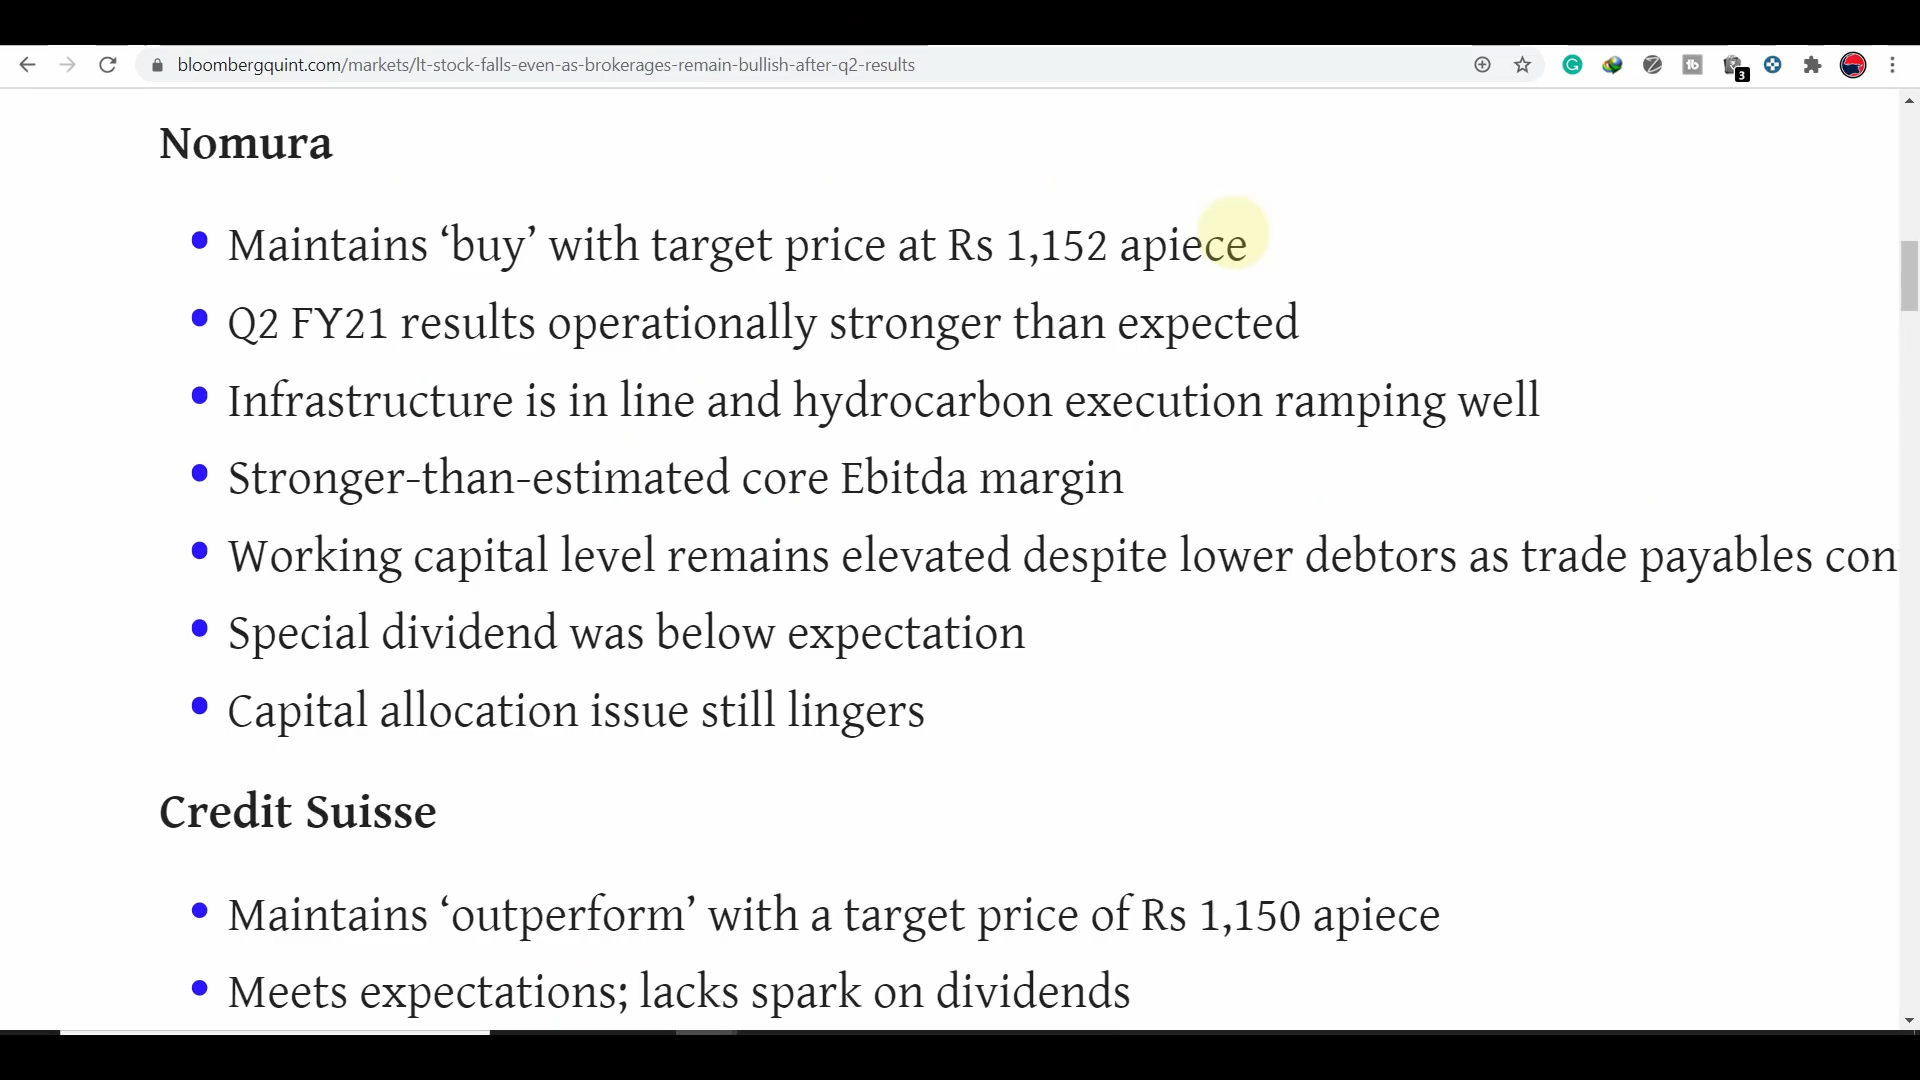 bloombergquint.com/markets/lt-stock-falls-even-as-brokerages-remain-bullish-after-q2-results
3
Nomura
Maintains ‘buy’ with target price at Rs 1,152 apiece
Q2 FY21 results operationally stronger than expected
Infrastructure is in line and hydrocarbon execution ramping well
Stronger-than-estimated core Ebitda margin
Working capital level remains elevated despite lower debtors as trade payables con
Special dividend was below expectation
Capital allocation issue still lingers
Credit Suisse
Maintains ‘outperform’ with a target price of Rs 1,150 apiece
Meets expectations; lacks spark on dividends